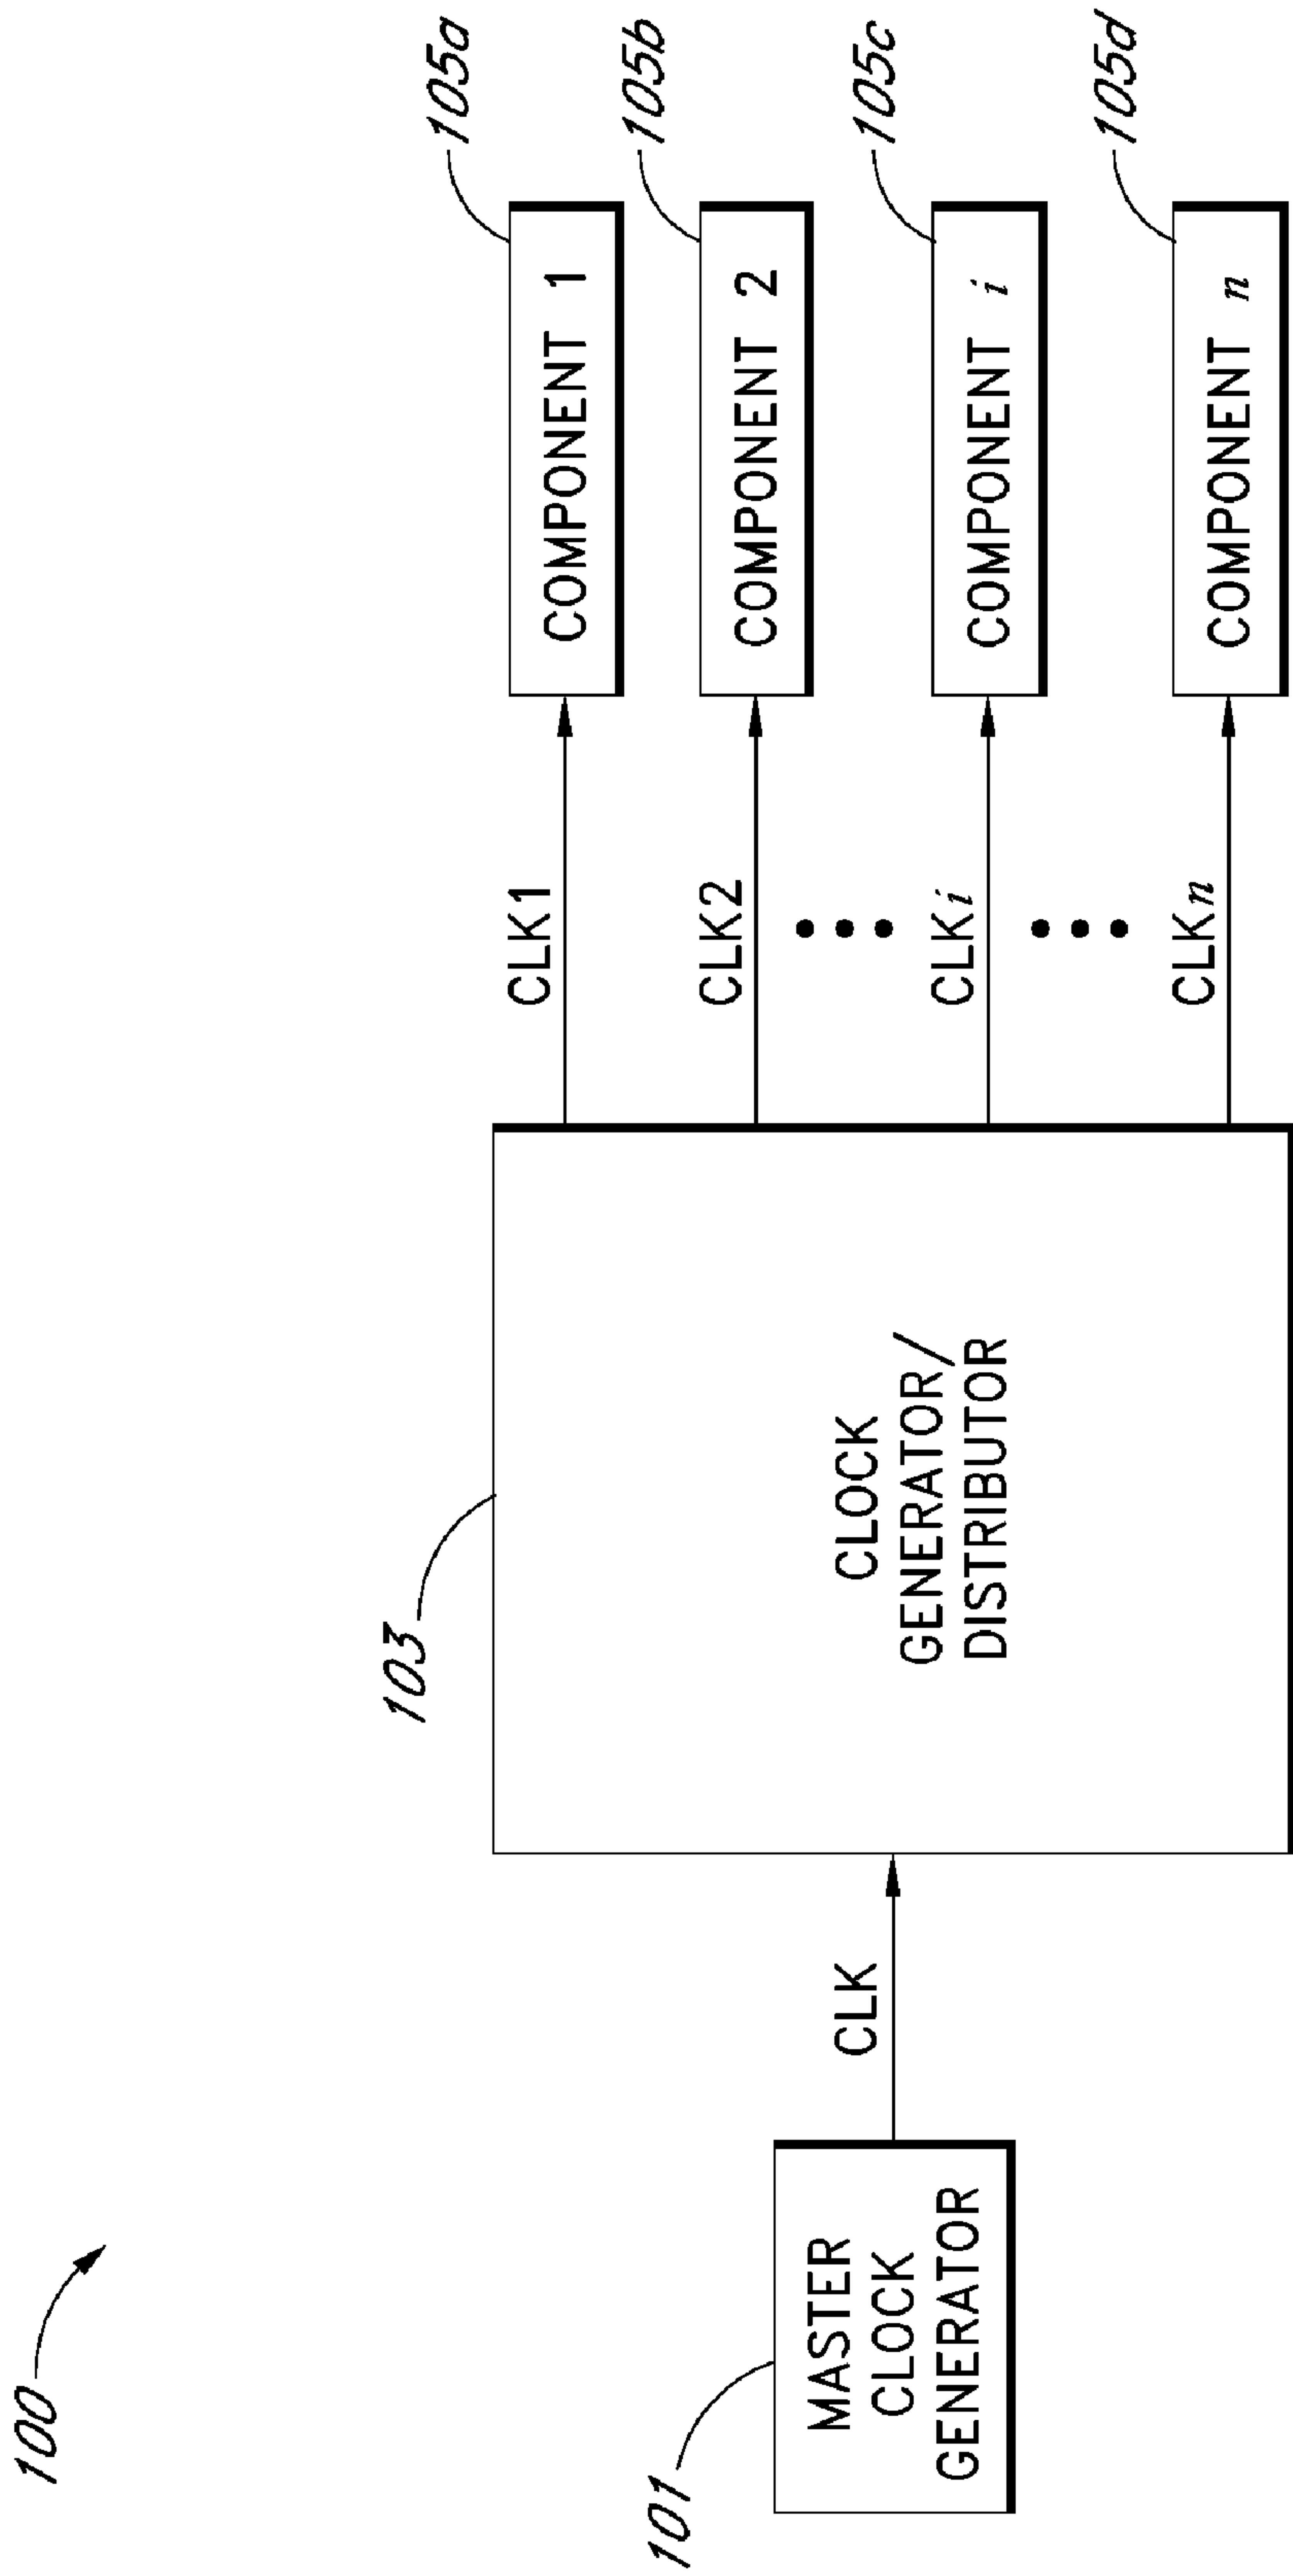 100
101
MASTER
CLOCK
GENERATOR
CLK
103
CLOCK
GENERATOR/
DISTRIBUTOR
CLK1
COMPONENT 1
105a
CLK2
COMPONENT 2
105b
CLKi
COMPONENT i
105c
CLKn
COMPONENT n
105d